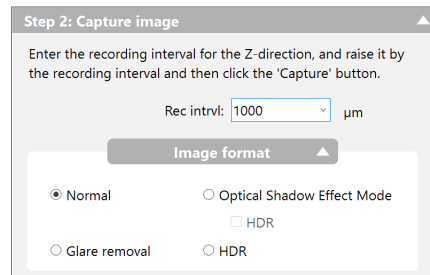 Step 2: Capture image
Enter the recording interval for the Z-direction, and raise it by
the recording interval and then click the 'Capture' button.
Rec intrvl: 1000 μm
Image format
Normal Optical Shadow Effect Mode
HDR
Glare removal HDR